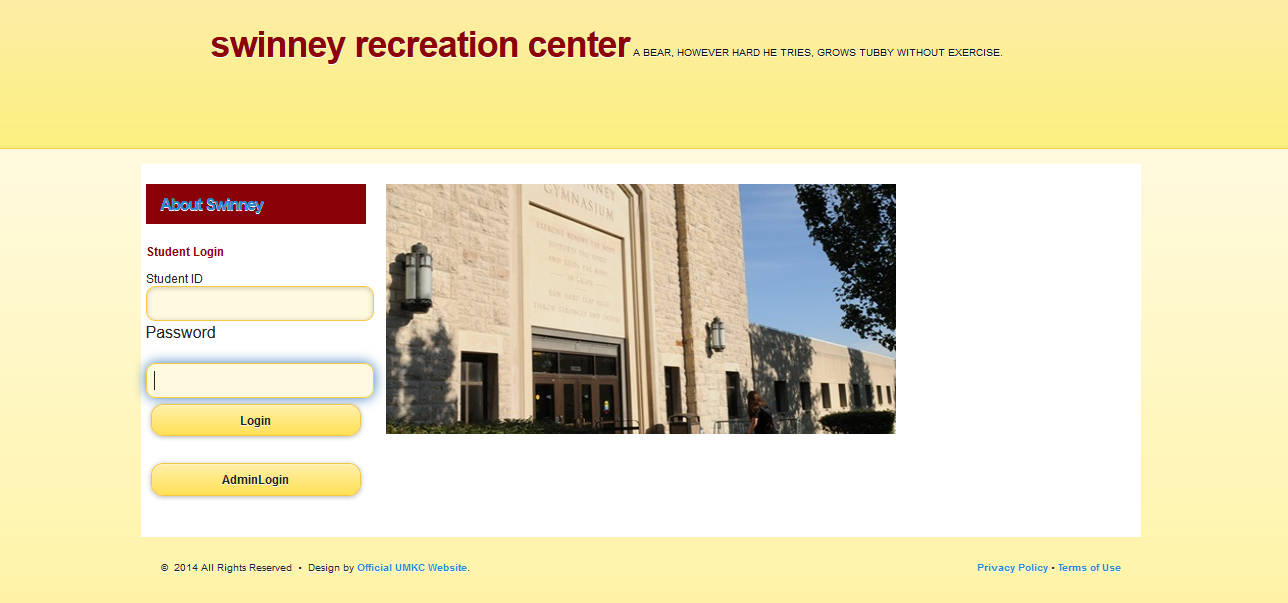 swinney recreation center A BEAR, HOWEVER HARD HE TRIES, GROWS TUBBY WITHOUT EXERCISE.
About Swinney
Student Login
Student ID
Password
Login
AdminLogin
GYMNASIUM
© 2014 All Rights Reserved • Design by Official UMKC Website.
Privacy Policy • Terms of Use